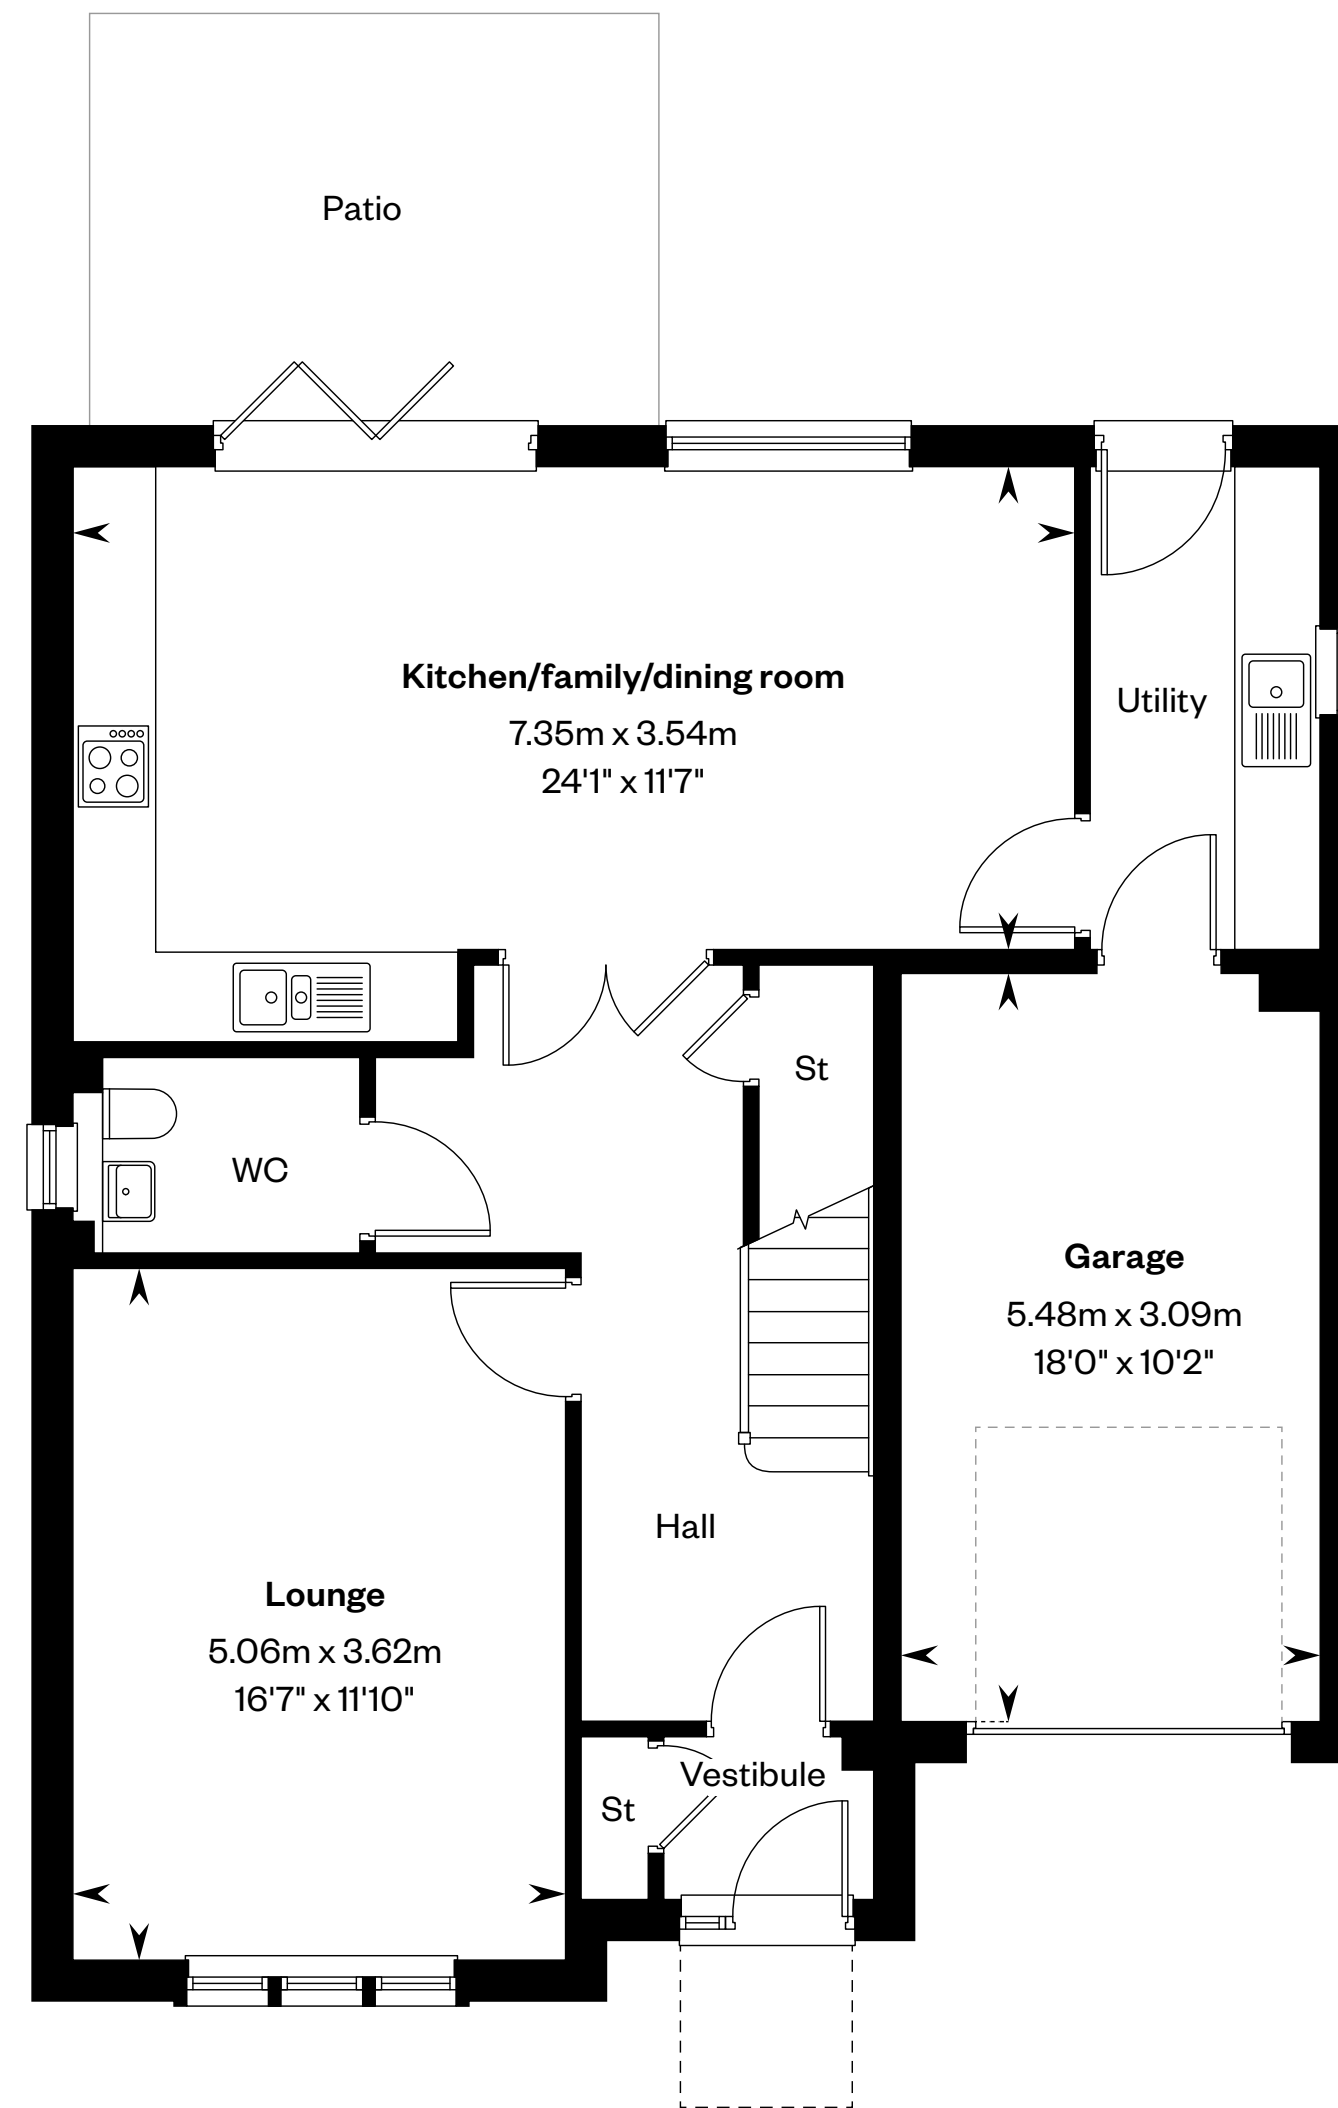 Patio
Kitchen/family/dining room
7.35m x 3.54m
24'1" x 11'7"
Utility
St
WC
Garage
5.48m x 3.09m
18'0" x 10'2"
Hall
Lounge
5.06m x 3.62m
16'7" x 11'10"
Vestibule
St